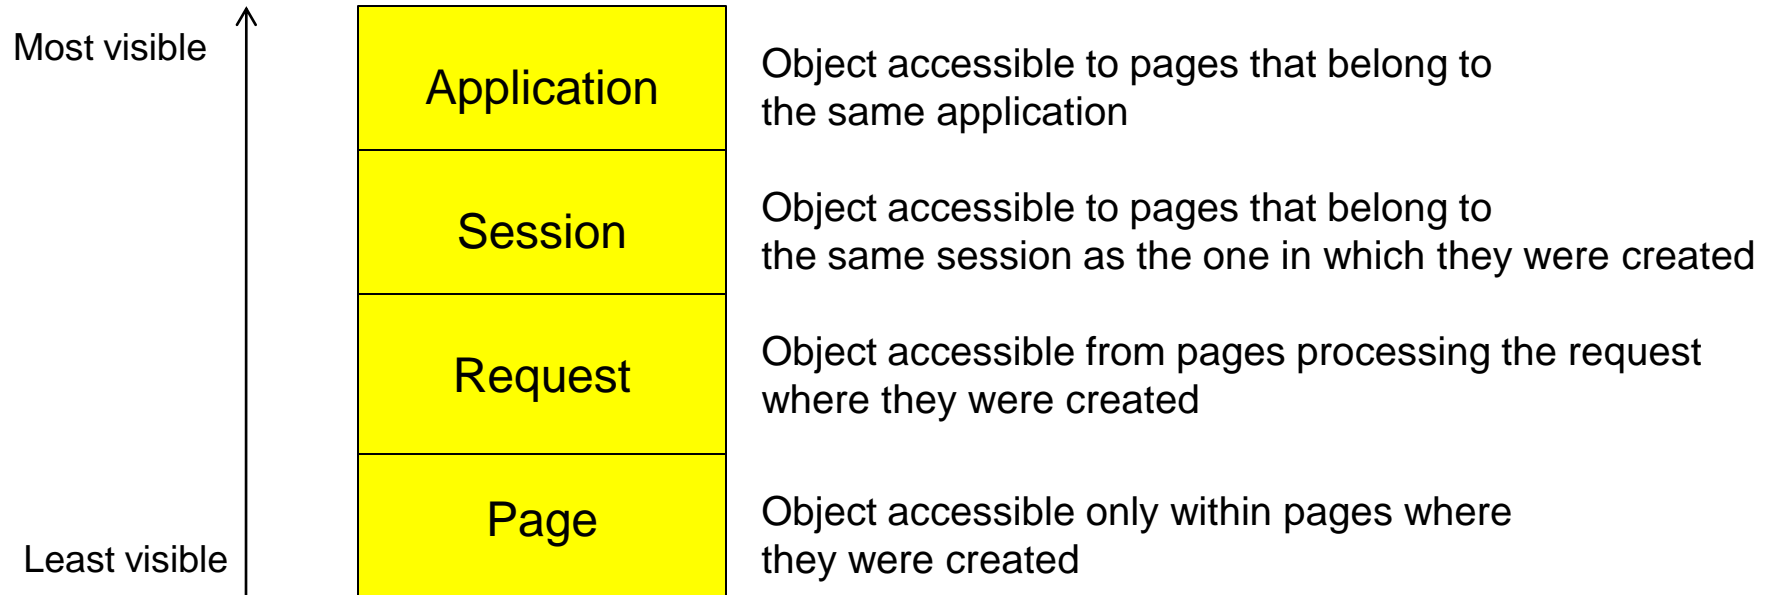 Most visible
Application
Object accessible to pages that belong to
the same application
Session
Object accessible to pages that belong to
the same session as the one in which they were created
Request
Object accessible from pages processing the request
where they were created
Page
Object accessible only within pages where
they were created
Least visible